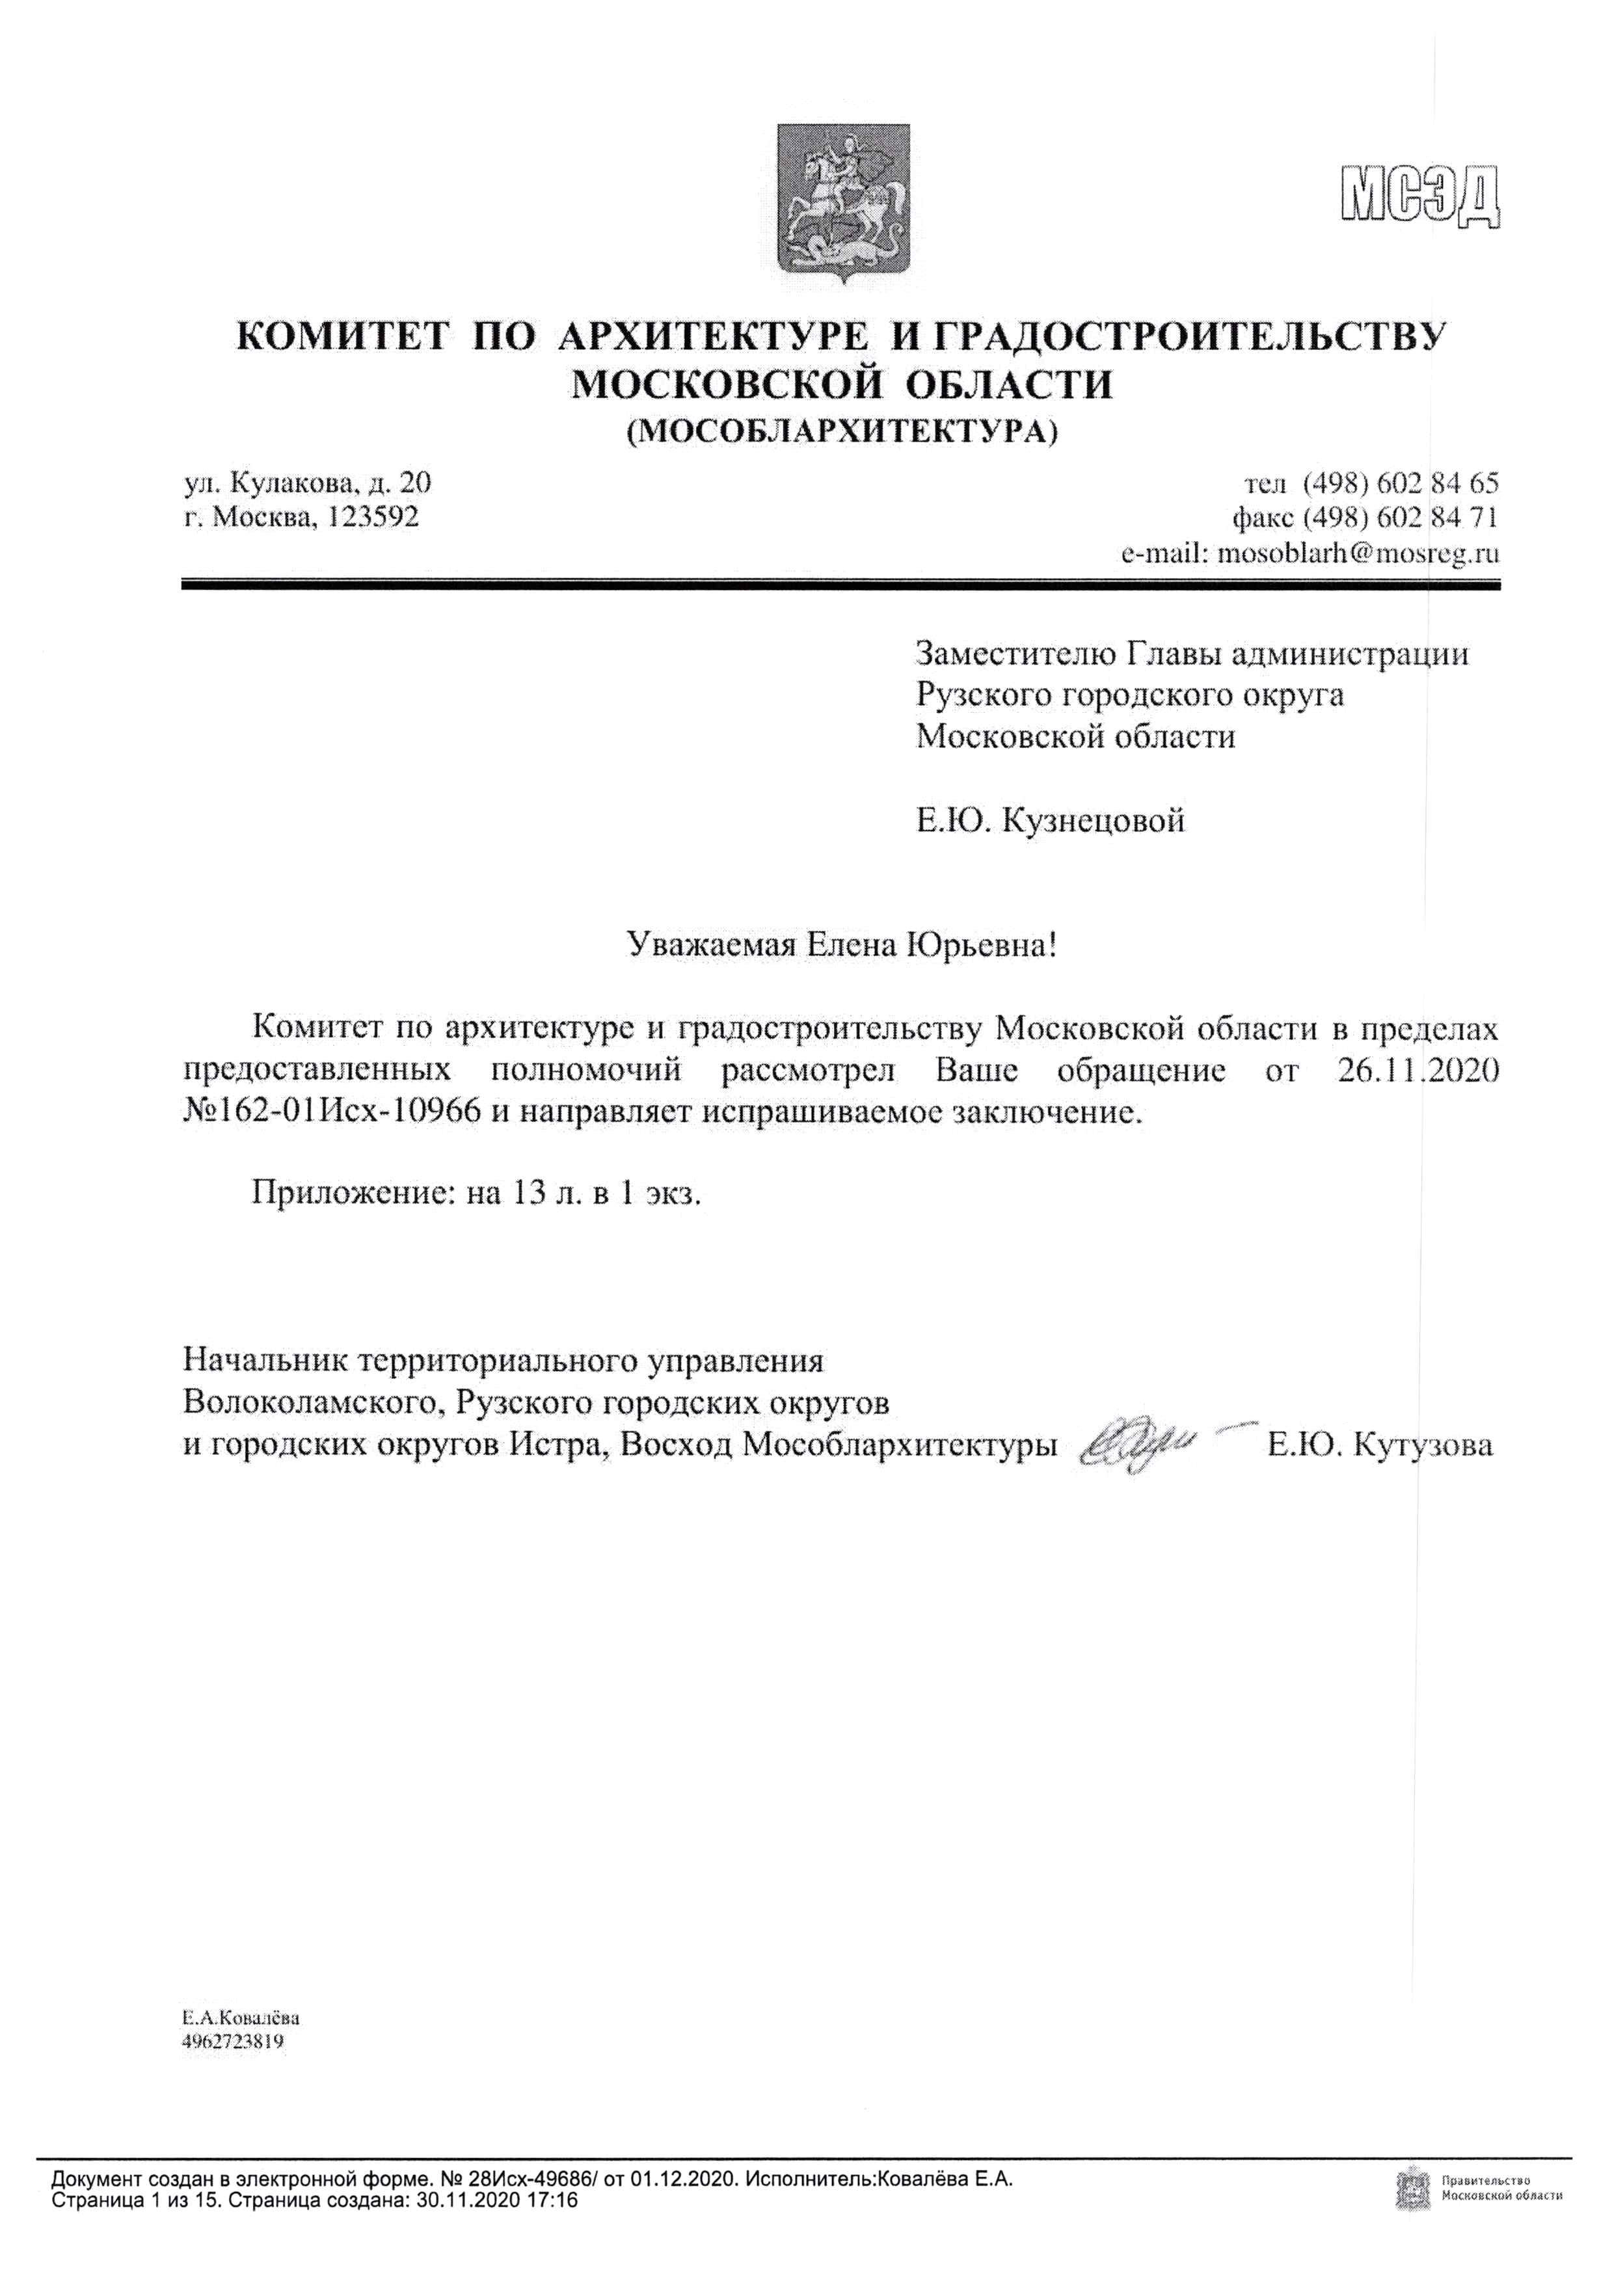 МСЭД
КОМИТЕТ ПО АРХИТЕКТУРЕ И ГРАДОСТРОИТЕЛЬСТВУ
МОСКОВСКОЙ ОБЛАСТИ
(МОСОБЛАРХИТЕКТУРА)
ул. Кулакова, д. 20
г. Москва, 123592
тел (498) 602 84 65
факс (498) 602 84 71
e-mail: mosoblarh@mosreg.ru
Заместителю Главы администрации
Рузского городского округа
Московской области
Е.Ю. Кузнецовой
Уважаемая Елена Юрьевна!
Комитет по архитектуре и градостроительству Московской области в пределах
предоставленных полномочий рассмотрел Ваше обращение от 26.11.2020
№162-01Исх-10966 и направляет испрашиваемое заключение.
Приложение: на 13 л. в 1 экз.
Начальник территориального управления
Волоколамского, Рузского городских округов
и городских округов Истра, Восход Мособлархитектуры Е.Ю. Кутузова
Е.А.Ковалёва
4962723819
Документ создан в электронной форме. № 28Исх-49686/ от 01.12.2020. Исполнитель:Ковалёва Е.А.
Страница 1 из 15. Страница создана: 30.11.2020 17:16
Правительство
Московской области